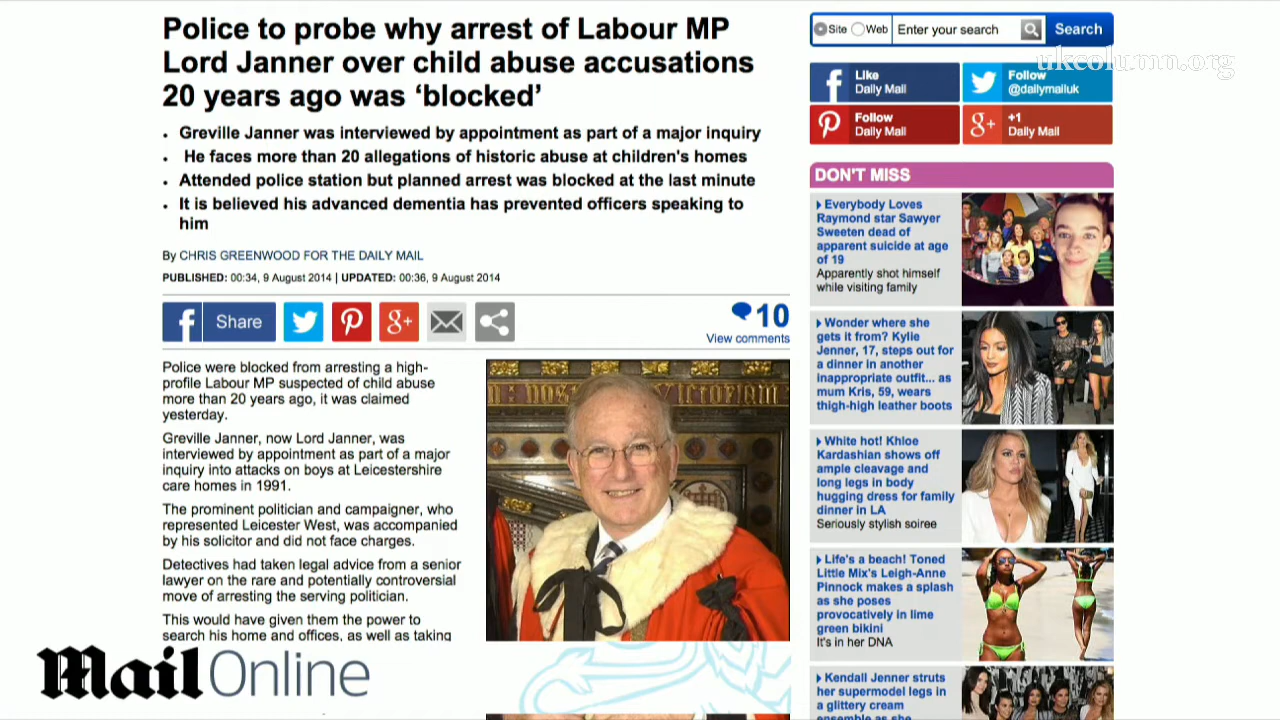 Police to probe why arrest of Labour MP
Lord Janner over child abuse accusations
20 years ago was ‘blocked’
• Greville Janner was interviewed by appointment as part of a major inquiry
• He faces more than 20 allegations of historic abuse at children's homes
• Attended police station but planned arrest was blocked at the last minute
• It is believed his advanced dementia has prevented officers speaking to
him
By CHRIS GREENWOOD FOR THE DAILY MAIL
PUBLISHED: 00:34, 9 August 2014 | UPDATED: 00:36, 9 August 2014
Share
10
View comments
Police were blocked from arresting a high-
profile Labour MP suspected of child abuse
more than 20 years ago, it was claimed
yesterday.
Greville Janner, now Lord Janner, was
interviewed by appointment as part of a major
inquiry into attacks on boys at Leicestershire
care homes in 1991.
The prominent politician and campaigner, who
represented Leicester West, was accompanied
by his solicitor and did not face charges.
Detectives had taken legal advice from a senior
lawyer on the rare and potentially controversial
move of arresting the serving politician.
This would have given them the power to
search his home and offices, as well as taking
Mail Online
Site Web Enter your search Search
ukcolumn.org
Like
Daily Mail
Follow
@dailymailuk
Follow
Daily Mail
+1
Daily Mail
DON'T MISS
Everybody Loves
Raymond star Sawyer
Sweeten dead of
apparent suicide at age
of 19
Apparently shot himself
while visiting family
Wonder where she
gets it from? Kylie
Jenner, 17, steps out for
a dinner in another
inappropriate outfit... as
mum Kris, 59, wears
thigh-high leather boots
White hot! Khloe
Kardashian shows off
ample cleavage and
long legs in body
hugging dress for family
dinner in LA
Seriously stylish soiree
Life's a beach! Toned
Little Mix's Leigh-Anne
Pinnock makes a splash
as she poses
provocatively in lime
green bikini
It's in her DNA
Kendall Jenner struts
her supermodel legs in
a glittery cream
ensemble as she